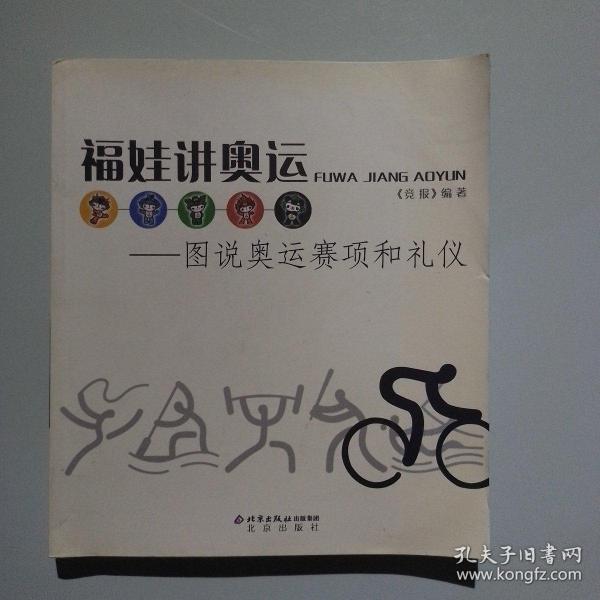 福娃讲奥运 FUWA JIANG AOYUN
《竞报》编著
——图说奥运赛项和礼仪
北京出版社出版集团
北京出版社
孔夫子旧书网
www.kongfz.com